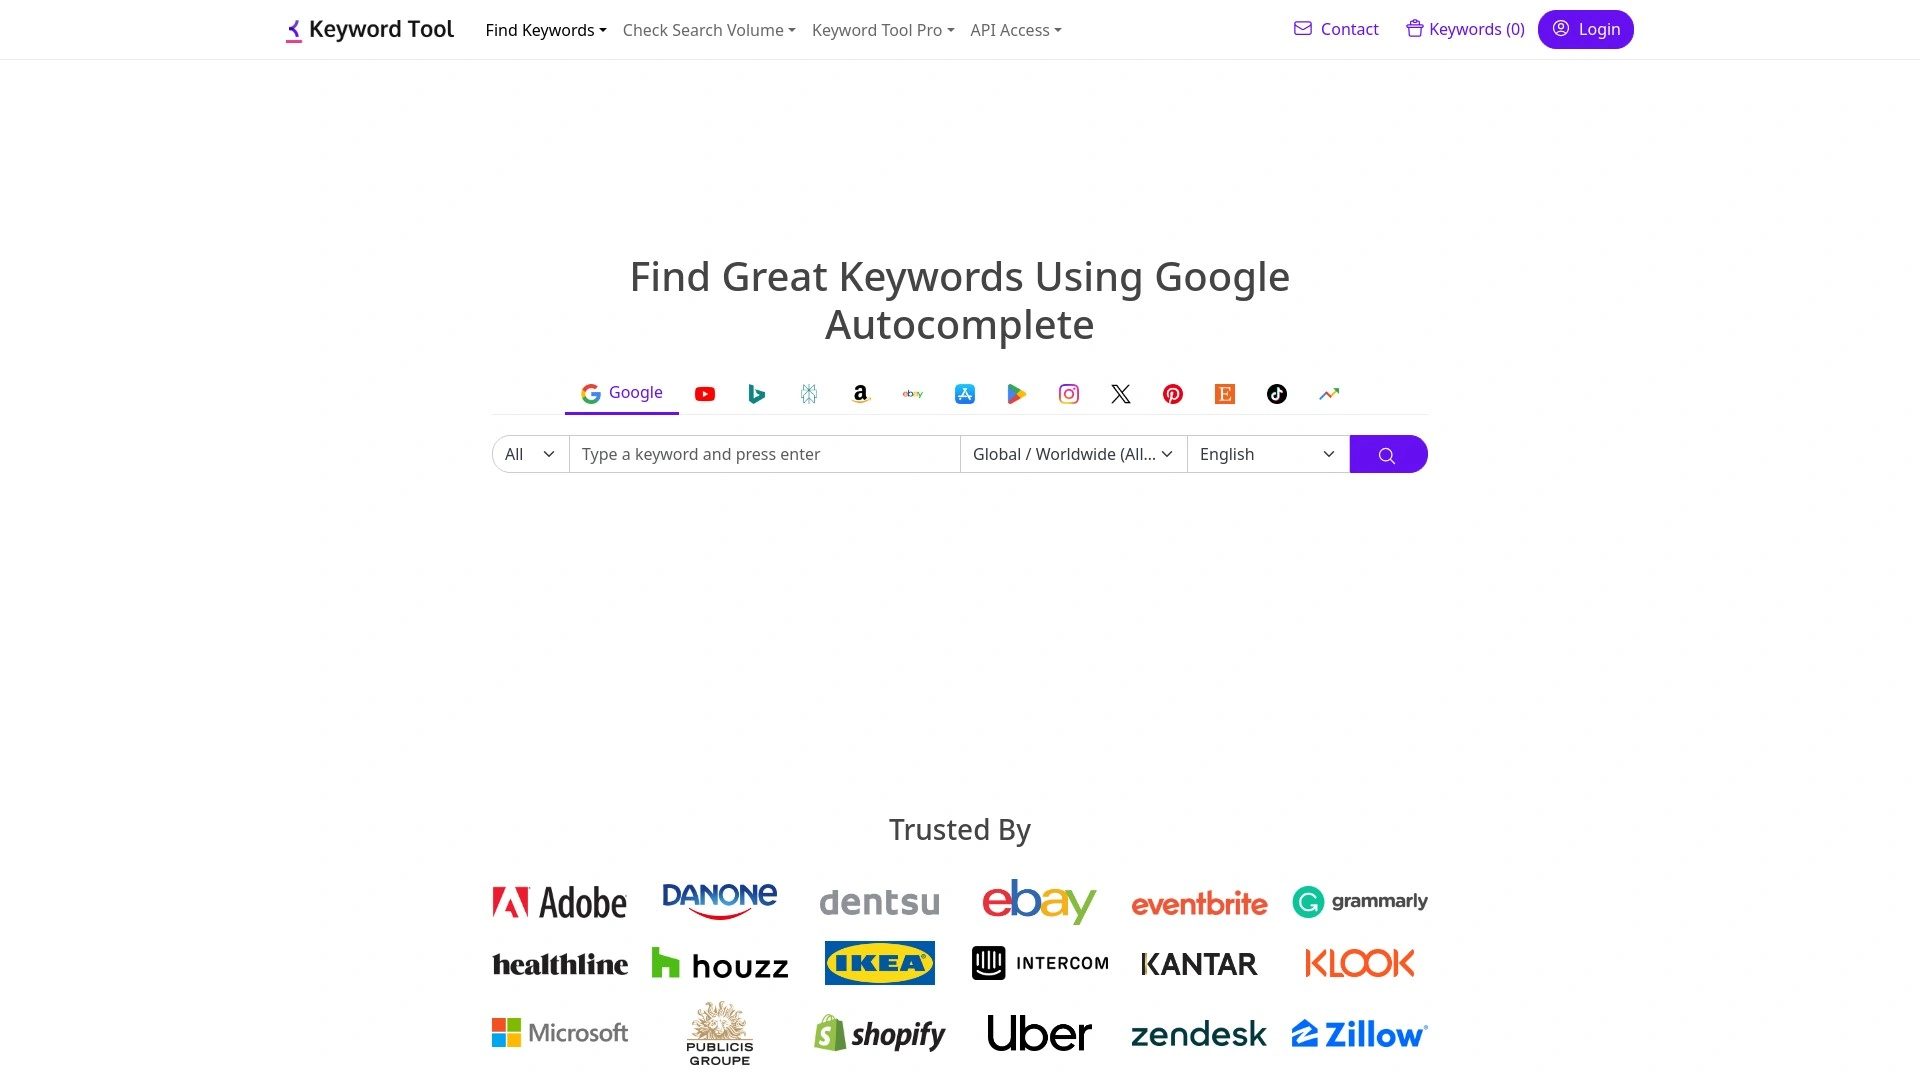 Keyword Tool Find Keywords Check Search Volume Keyword Tool Pro API Access Contact Keywords (0) Login
Find Great Keywords Using Google
Autocomplete
Google
All Type a keyword and press enter Global / Worldwide (All... English
Trusted By
Adobe DANONE dentsu ebay eventbrite grammarly
healthline houzz IKEA INTERCOM KANTAR KLOOK
Microsoft PUBLICIS GROUPE shopify Uber zendesk Zillow